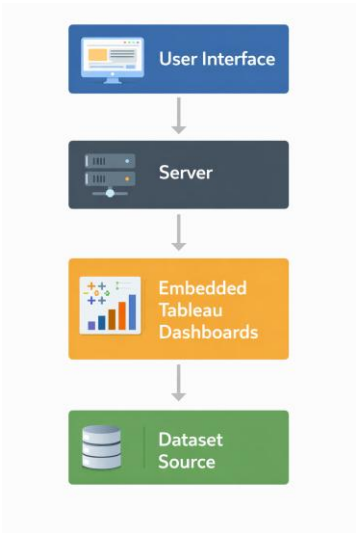 User Interface
Server
Embedded
Tableau
Dashboards
Dataset
Source